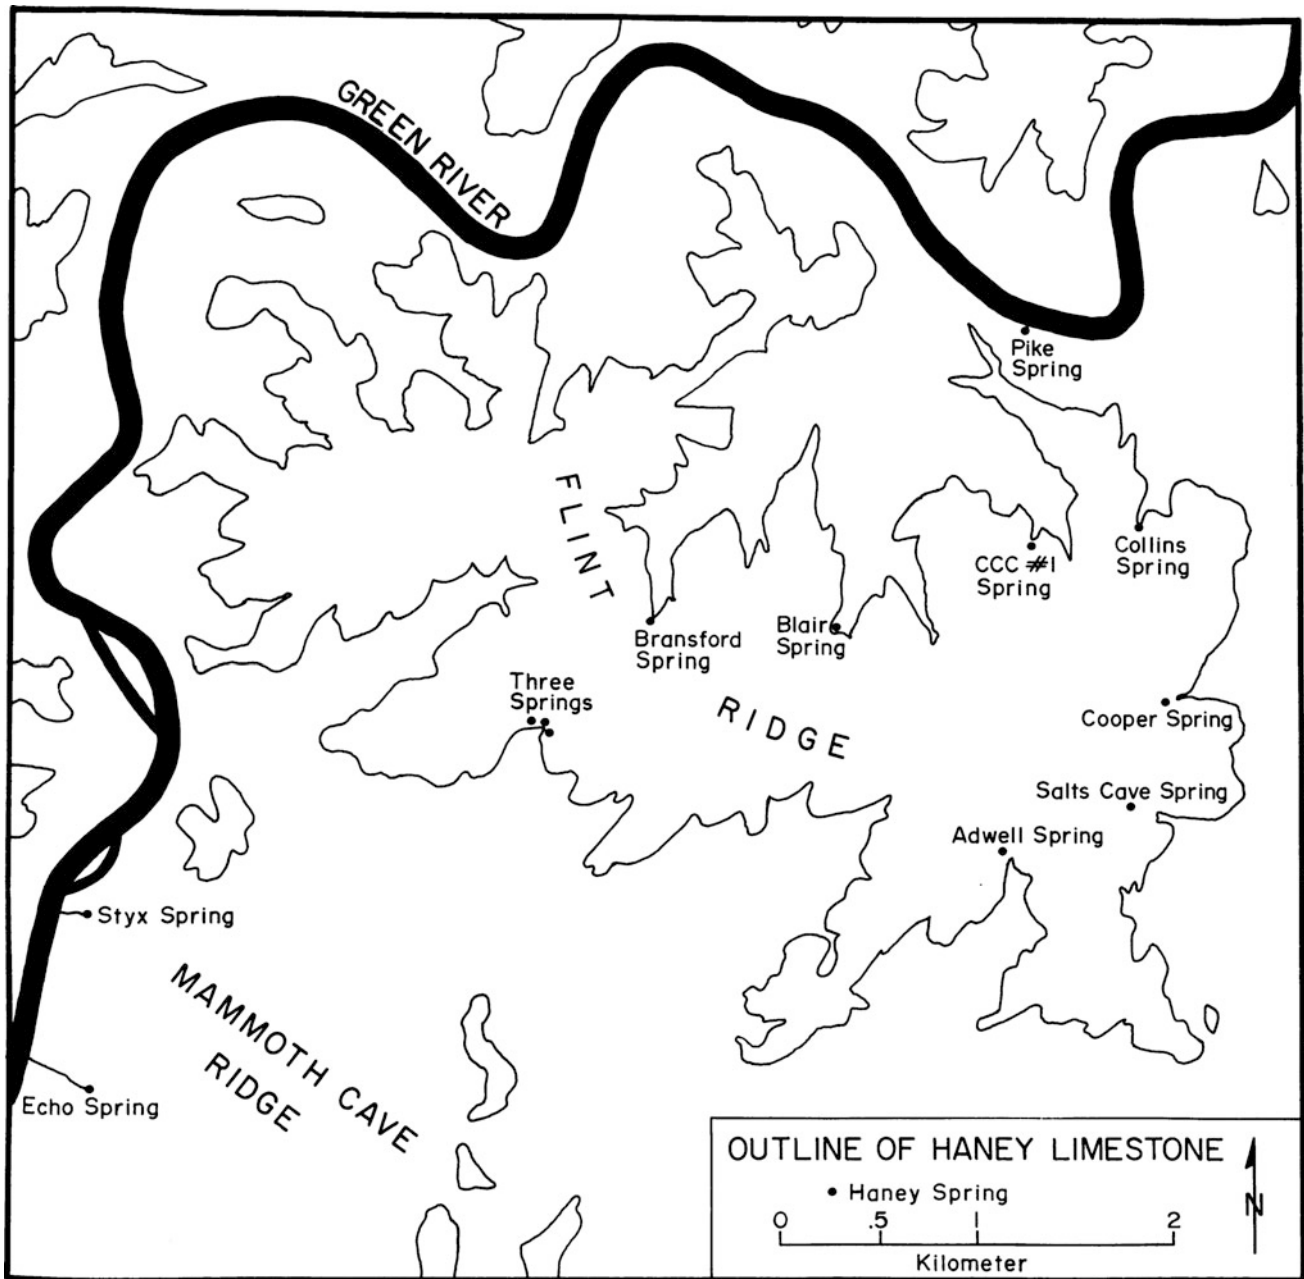 GREEN RIVER
Pike
Spring
FLINT
RIDGE
CCC #1
Spring
Collins
Spring
Bransford
Spring
Blair
Spring
Three
Springs
Cooper Spring
Salts Cave Spring
Adwell Spring
Styx Spring
MAMMOTH CAVE
RIDGE
Echo Spring
OUTLINE OF HANEY LIMESTONE
Haney Spring
N
0 .5 1 2
Kilometer